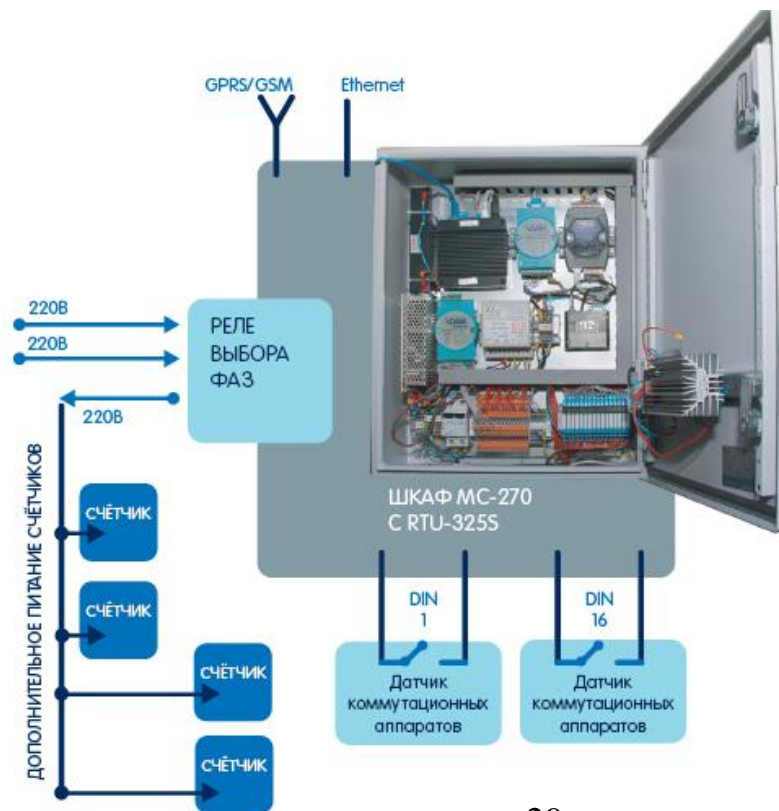 GPRS/GSM
Ethernet
220В
220В
РЕЛЕ
ВЫБОРА
ФАЗ
220В
ДОПОЛНИТЕЛЬНОЕ ПИТАНИЕ СЧЁТЧИКОВ
СЧЁТЧИК
СЧЁТЧИК
СЧЁТЧИК
СЧЁТЧИК
ШКАФ МС-270
С RTU-325S
DIN
1
DIN
16
Датчик
коммутационных
аппаратов
Датчик
коммутационных
аппаратов